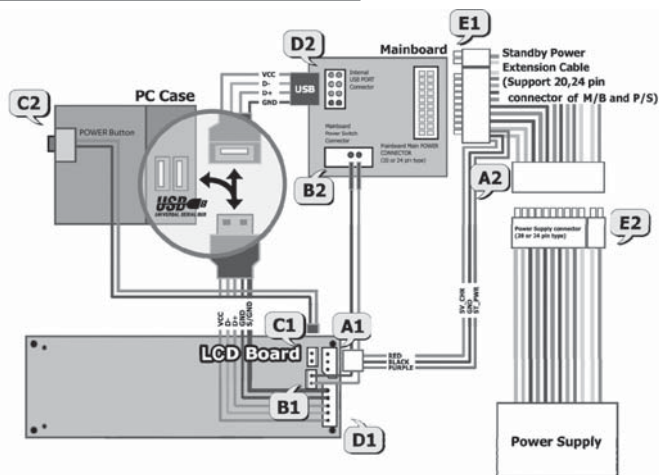 E1
D2
Mainboard
Standby Power
Extension Cable
(Support 20,24 pin
connector of M/B and P/S)
VCC
D-
D+
GND
USB
Internal
USB PORT
Connector
C2
PC Case
POWER Button
Mainboard
Power Switch
Connector
Mainboard Main POWER
CONNECTOR
(20 or 24 pin type)
B2
A2
USB
UNIVERSAL SERIAL BUS
E2
Power Supply connector
(20 or 24 pin type)
5V_CHK
GND
ST_PWR
VCC
D-
D+
GND
S/GND
C1
A1
LCD Board
RED
BLACK
PURPLE
B1
D1
Power Supply